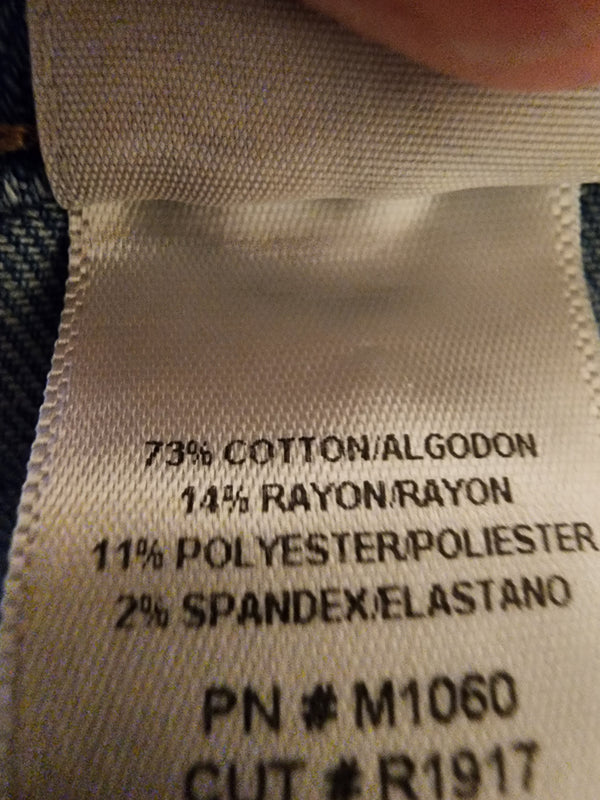 73% COTTON/ALGODON
14% RAYON/RAYON
11% POLYESTER/POLIESTER
2% SPANDEX/ELASTANO
PN # M1060
CUT # R1917